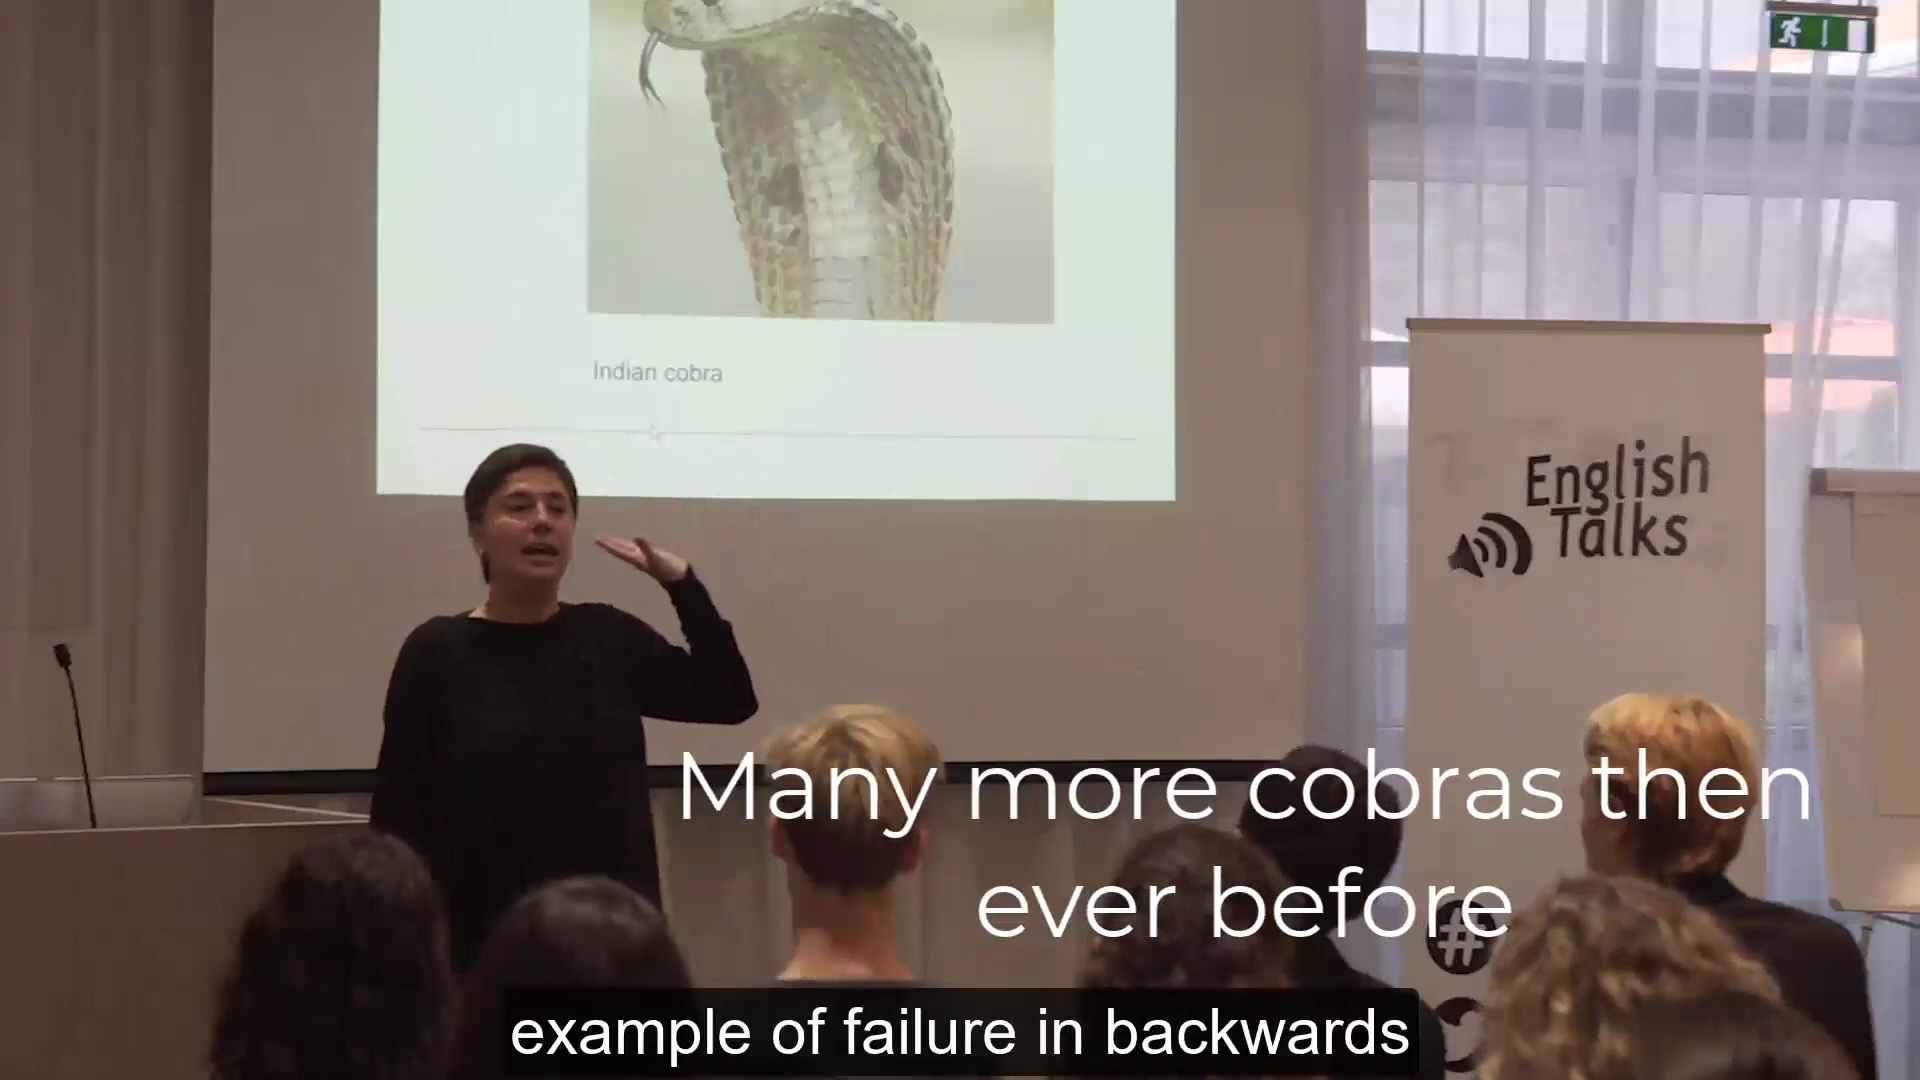 Indian cobra
English
Talks
Many more cobras then
ever before
#
example of failure in backwards